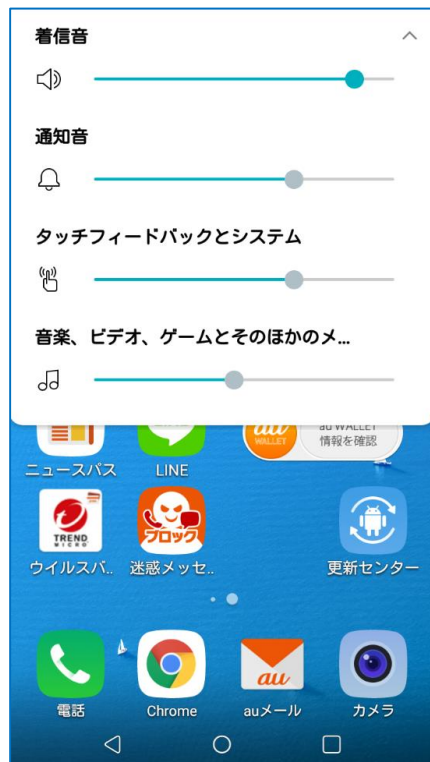 着信音
通知音
タッチフィードバックとシステム
音楽、ビデオ、ゲームとそのほかのメ...
au
WALLET
au WALLET
情報を確認
ニュースパス
LINE
TREND
MICRO
ブロック
ウイルスバ..
迷惑メッセ..
更新センター
au
電話
Chrome
auメール
カメラ